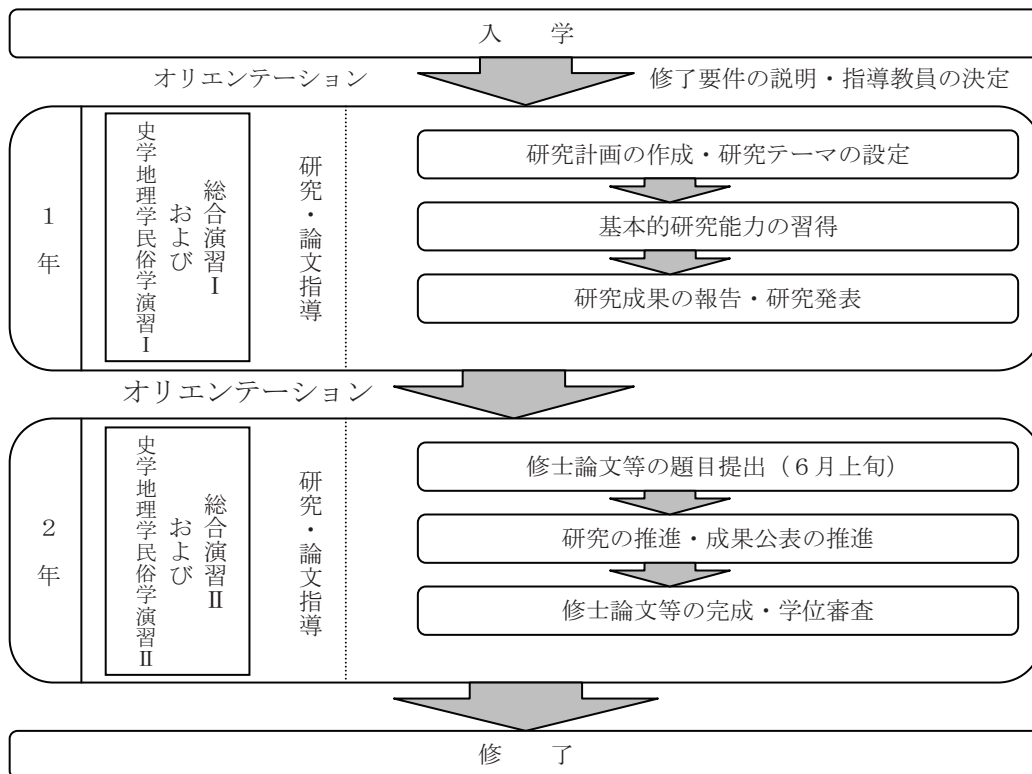 入　学
オリエンテーション
修了要件の説明・指導教員の決定
１年
総合演習Ⅰ
および
史学地理学民俗学演習Ⅰ
研究・論文指導
研究計画の作成・研究テーマの設定
基本的研究能力の習得
研究成果の報告・研究発表
オリエンテーション
２年
総合演習Ⅱ
および
史学地理学民俗学演習Ⅱ
研究・論文指導
修士論文等の題目提出（６月上旬）
研究の推進・成果公表の推進
修士論文等の完成・学位審査
修　了